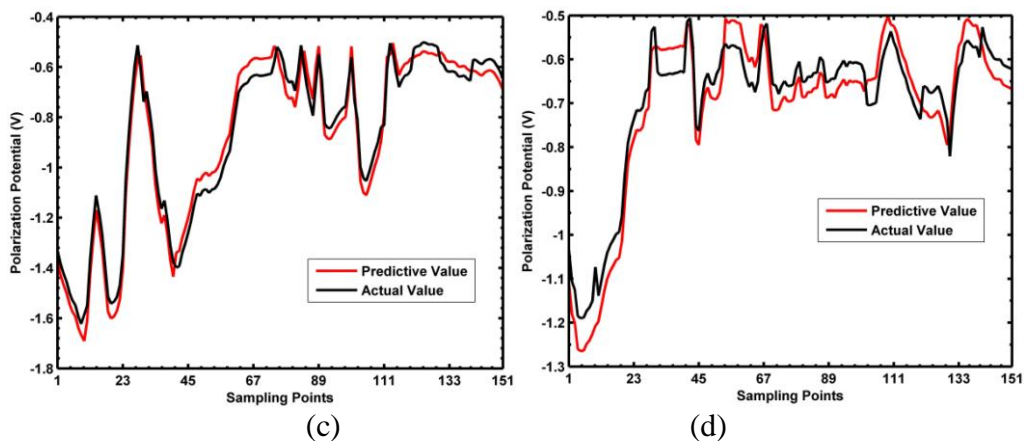 -0.4
-0.6
-0.8
-1
-1.2
-1.4
-1.6
-1.8
Polarization Potential (V)
Predictive Value
Actual Value
1 23 45 67 89 111 133 151
Sampling Points
(c)
-0.5
-0.6
-0.7
-0.8
-0.9
-1
-1.1
-1.2
-1.3
Polarization Potential (V)
Predictive Value
Actual Value
1 23 45 67 89 111 133 151
Sampling Points
(d)